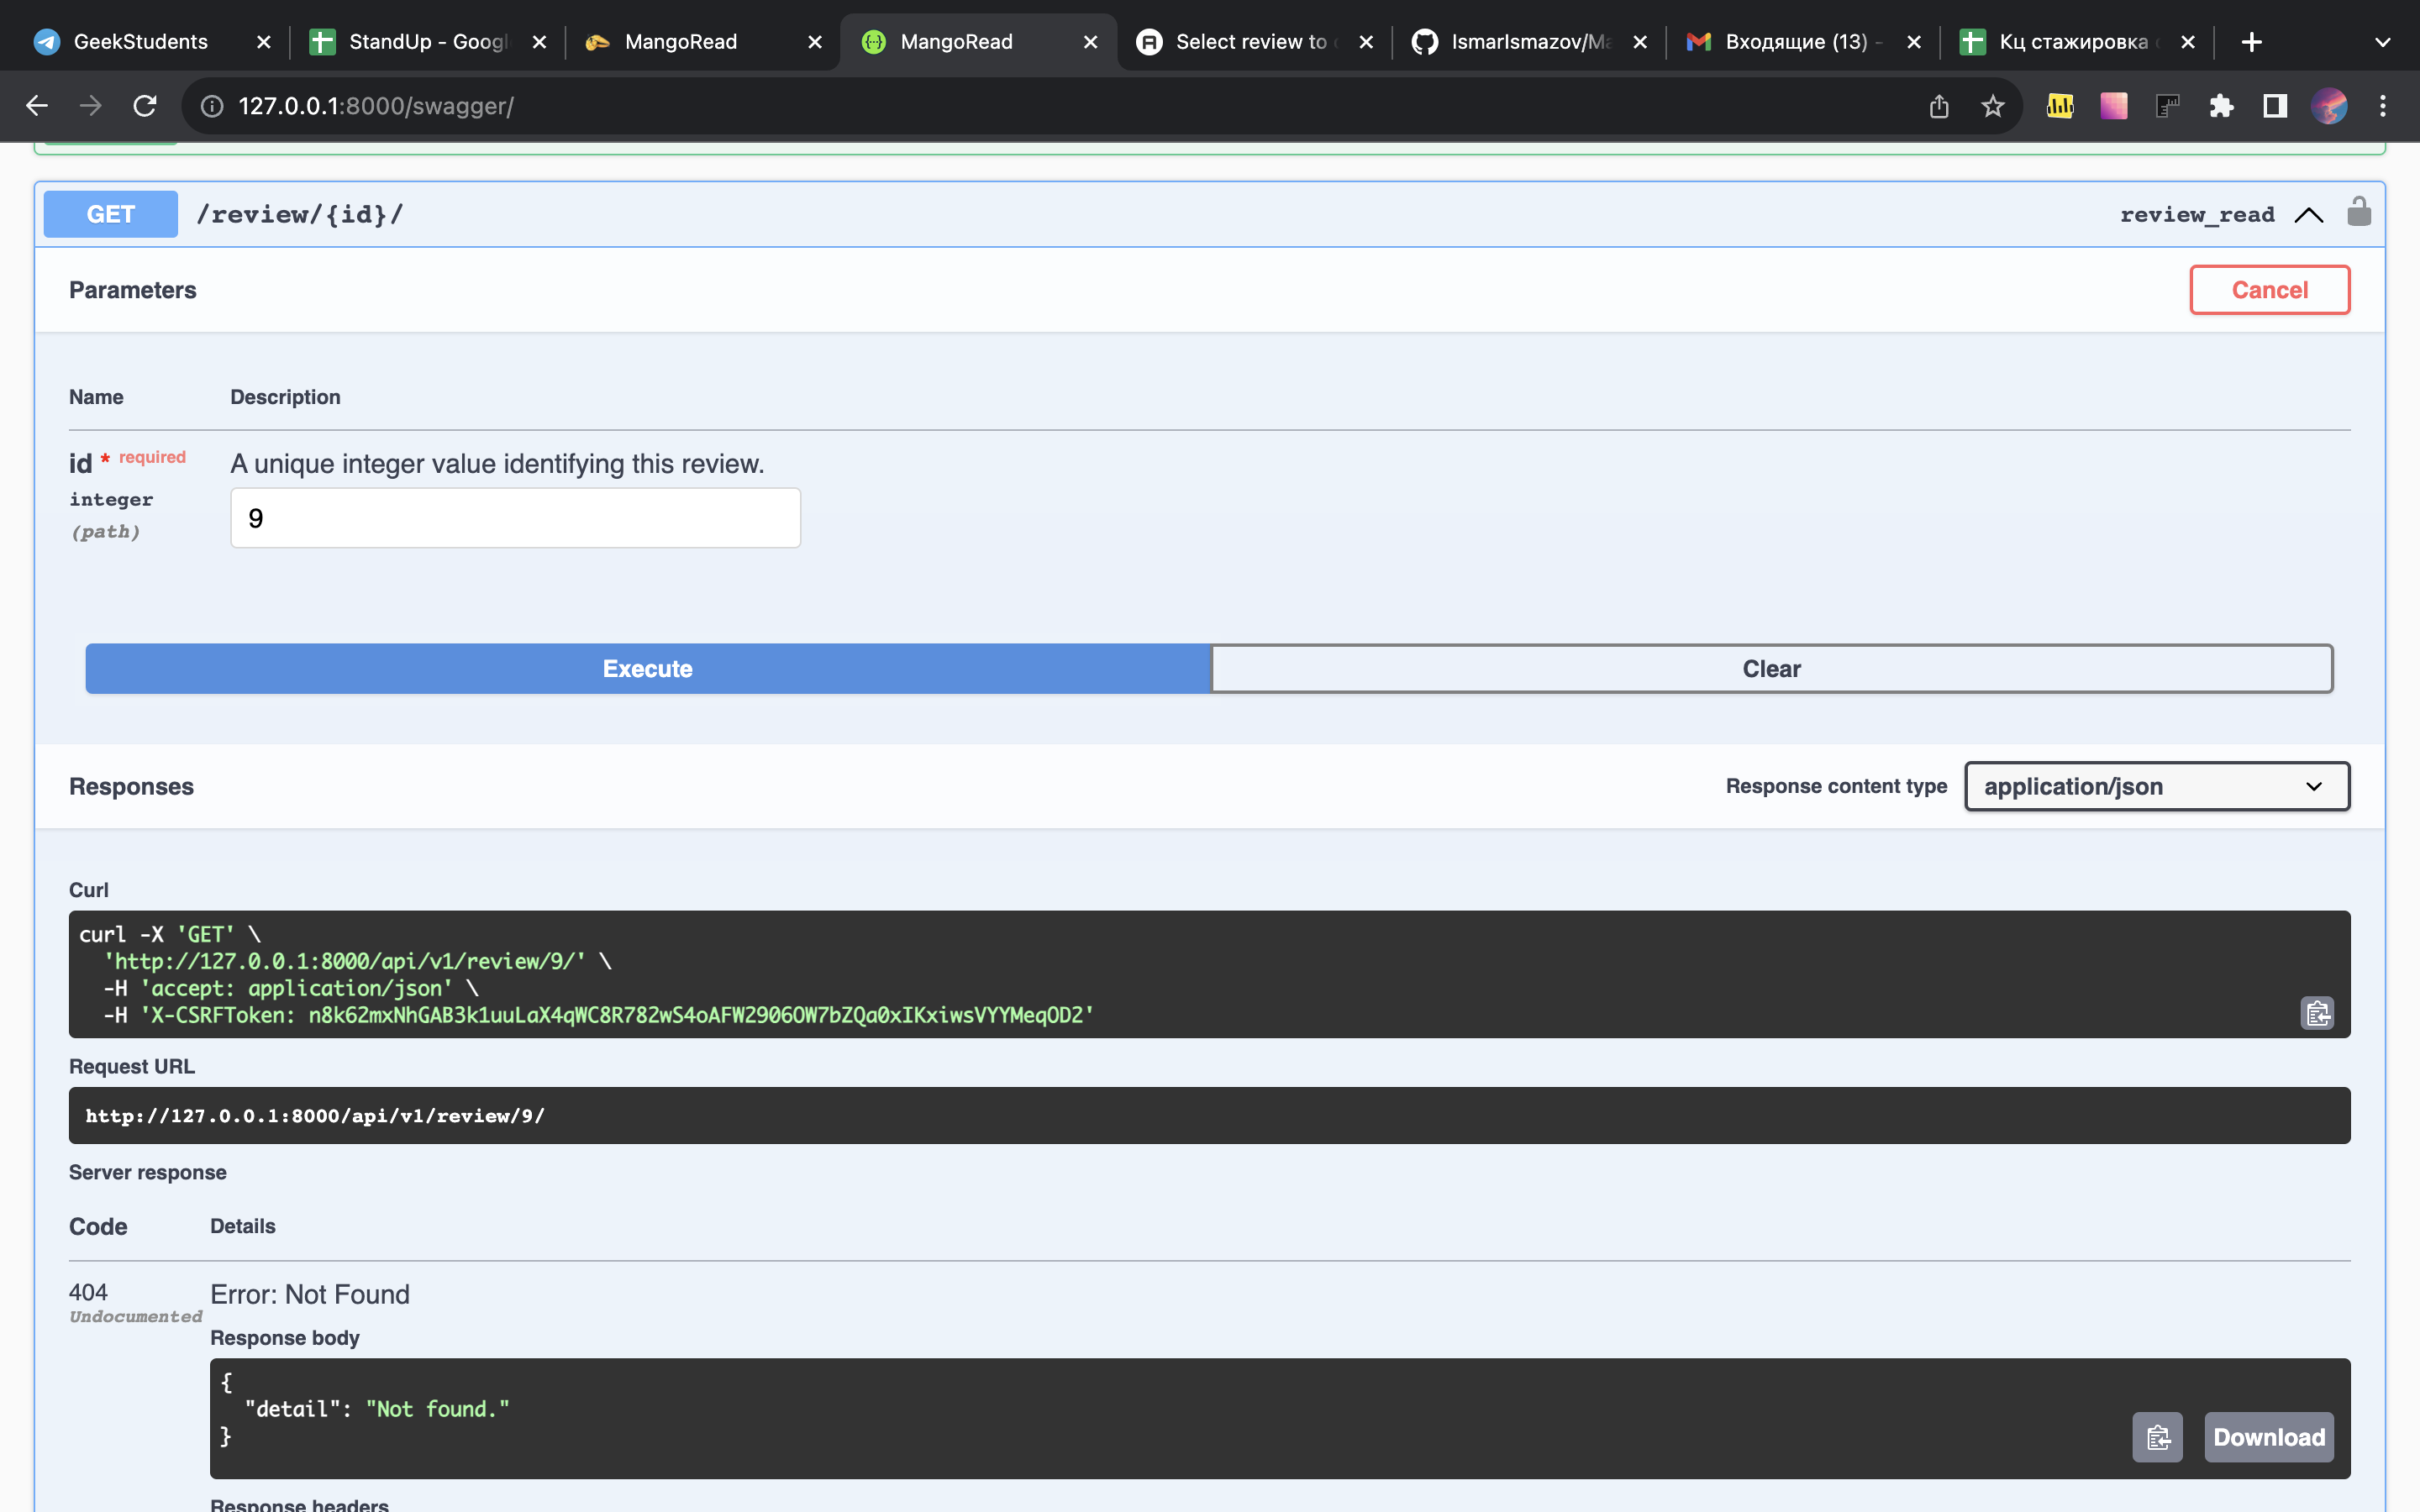 GeekStudents
StandUp - Googl
MangoRead
MangoRead
Select review to
IsmarIsmazov/Ma
Входящие (13) -
Кц стажировка
127.0.0.1:8000/swagger/
GET /review/{id}/ review_read
Parameters Cancel
Name Description
id * required A unique integer value identifying this review.
integer
(path)
9
Execute Clear
Responses Response content type application/json
Curl
curl -X 'GET' \
'http://127.0.0.1:8000/api/v1/review/9/' \
-H 'accept: application/json' \
-H 'X-CSRFToken: n8k62mxNhGAB3k1uuLaX4qWC8R782wS4oAFW2906OW7bZQa0xIKxiwsVYYMeqOD2'
Request URL
http://127.0.0.1:8000/api/v1/review/9/
Server response
Code Details
404 Error: Not Found
Undocumented
Response body
{
"detail": "Not found."
}
Download
Response headers